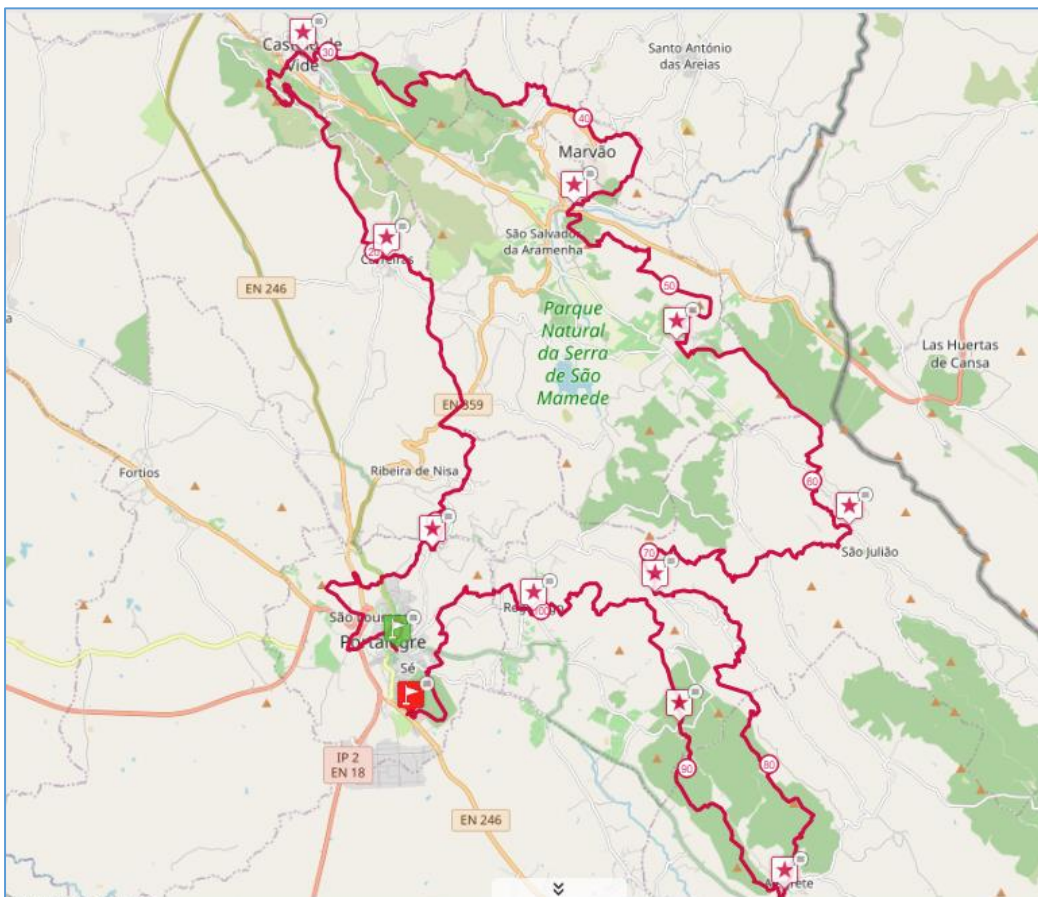 Santo António
das Areias
Vide
30
40
Marvão
São Salvador
da Aramenha
20
EN 246
50
Parque
Natural
da Serra
de São
Mamede
Las Huertas
de Cansa
Fortios
Ribeira de Nisa
60
São Julião
70
Portalegre
Sé
90
80
IP 2
EN 18
EN 246